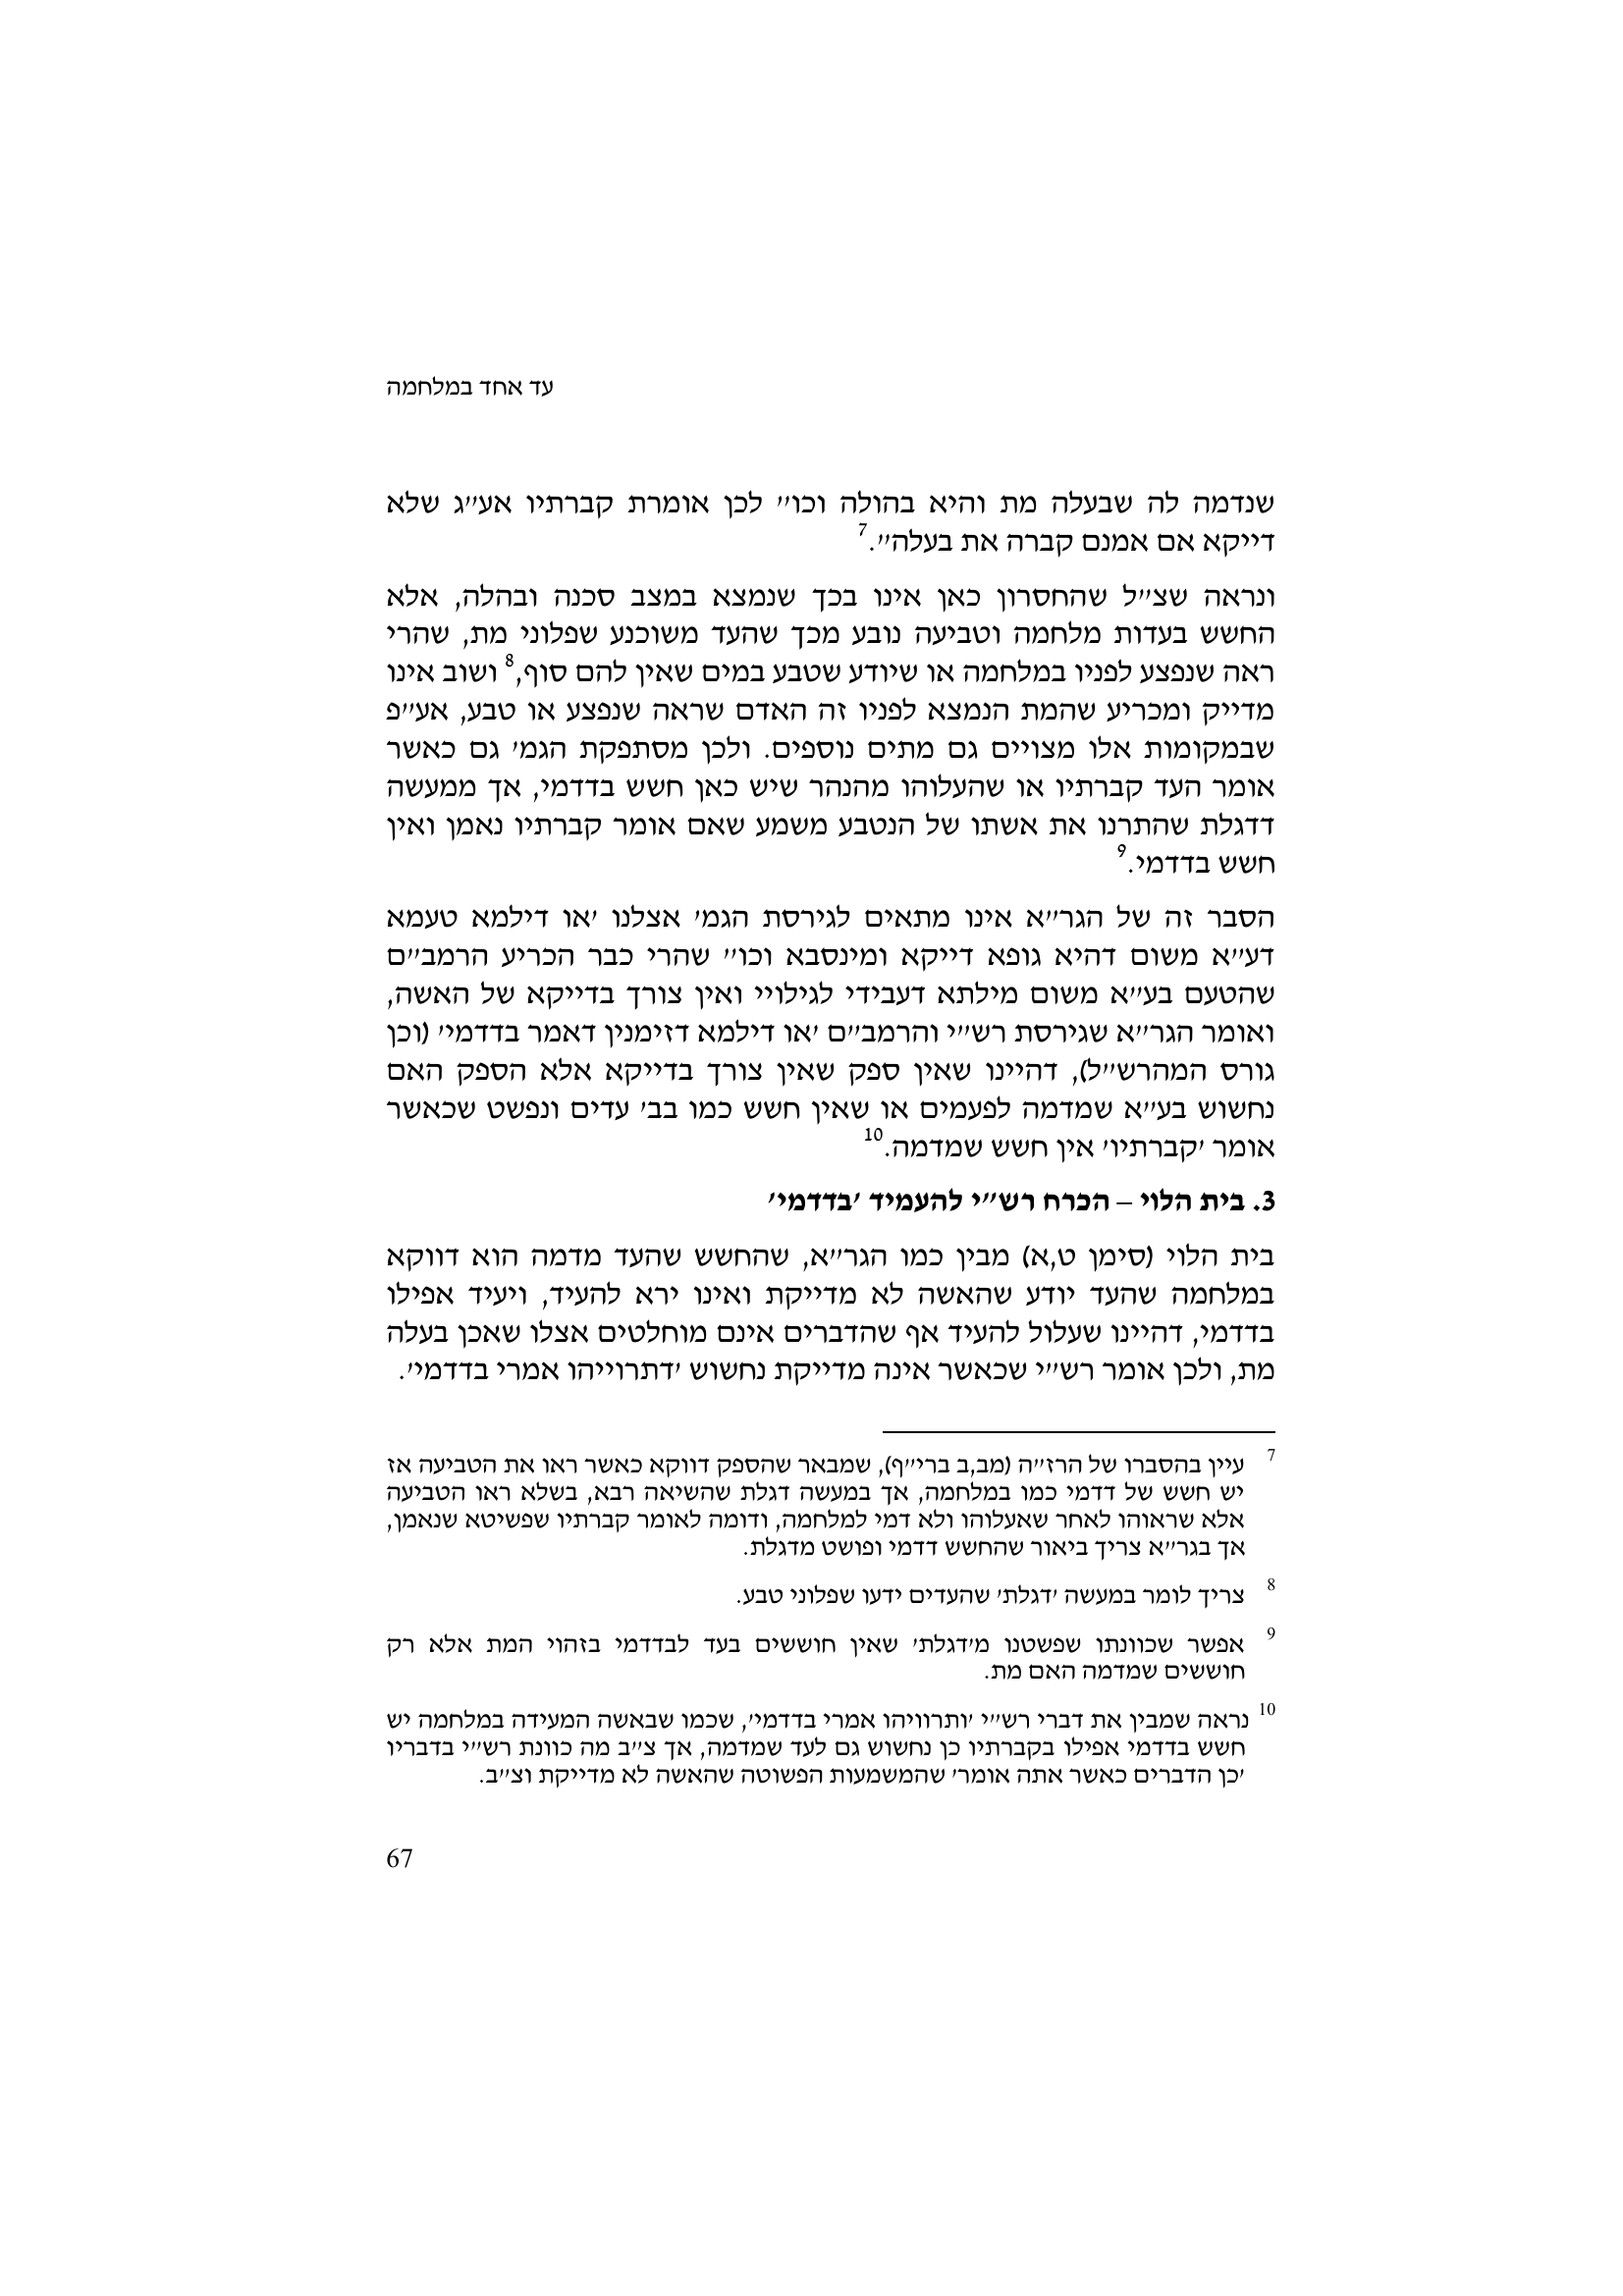 עד אחד במלחמה
שנדמה לה שבעלה מת והיא בהולה וכו'' לכן אומרת קברתיו אע''ג שלא
דייקא אם אמנם קברה את בעלה''.7
ונראה שצ''ל שהחסרון כאן אינו בכך שנמצא במצב סכנה ובהלה, אלא
החשש בעדות מלחמה וטביעה נובע מכך שהעד משוכנע שפלוני מת, שהרי
ראה שנפצע לפניו במלחמה או שיודע שטבע במים שאין להם סוף,8 ושוב אינו
מדייק ומכריע שהמת הנמצא לפניו זה האדם שראה שנפצע או טבע, אע''פ
שבמקומות אלו מצויים גם מתים נוספים. ולכן מסתפקת הגמ' גם כאשר
אומר העד קברתיו או שהעלוהו מהנהר שיש כאן חשש בדדמי, אך ממעשה
דדגלת שהתרנו את אשתו של הנטבע משמע שאם אומר קברתיו נאמן ואין
חשש בדדמי.9
הסבר זה של הגר''א אינו מתאים לגירסת הגמ' אצלנו 'או דילמא טעמא
דע''א משום דהיא גופא דייקא ומינסבא וכו'' שהרי כבר הכריע הרמב''ם
שהטעם בע''א משום מילתא דעבידי לגילויי ואין צורך בדייקא של האשה,
ואומר הגר''א שגירסת רש''י והרמב''ם 'או דילמא דזימנין דאמר בדדמי' (וכן
גורס המהרש''ל), דהיינו שאין ספק שאין צורך בדייקא אלא הספק האם
נחשוש בע''א שמדמה לפעמים או שאין חשש כמו בב' עדים ונפשט שכאשר
אומר 'קברתיו' אין חשש שמדמה.10
3. בית הלוי – הכרח רש''י להעמיד 'בדדמי'
בית הלוי (סימן ט,א) מבין כמו הגר''א, שהחשש שהעד מדמה הוא דווקא
במלחמה שהעד יודע שהאשה לא מדייקת ואינו ירא להעיד, ויעיד אפילו
בדדמי, דהיינו שעלול להעיד אף שהדברים אינם מוחלטים אצלו שאכן בעלה
מת, ולכן אומר רש''י שכאשר אינה מדייקת נחשוש 'דתרוייהו אמרי בדדמי'.
7 עיין בהסברו של הרז''ה (מב,ב ברי''ף), שמבאר שהספק דווקא כאשר ראו את הטביעה אז
יש חשש של דדמי כמו במלחמה, אך במעשה דגלת שהשיאה רבא, בשלא ראו הטביעה
אלא שראוהו לאחר שאעלוהו ולא דמי למלחמה, ודומה לאומר קברתיו שפשיטא שנאמן,
אך בגר''א צריך ביאור שהחשש דדמי ופושט מדגלת.
8 צריך לומר במעשה 'דגלת' שהעדים ידעו שפלוני טבע.
9 אפשר שכוונתו שפשטנו מ'דגלת' שאין חוששים בעד לבדדמי בזהוי המת אלא רק
חוששים שמדמה האם מת.
10 נראה שמבין את דברי רש''י 'ותרוויהו אמרי בדדמי', שכמו שבאשה המעידה במלחמה יש
חשש בדדמי אפילו בקברתיו כן נחשוש גם לעד שמדמה, אך צ''ב מה כוונת רש''י בדבריו
'כן הדברים כאשר אתה אומר' שהמשמעות הפשוטה שהאשה לא מדייקת וצ''ב.
67